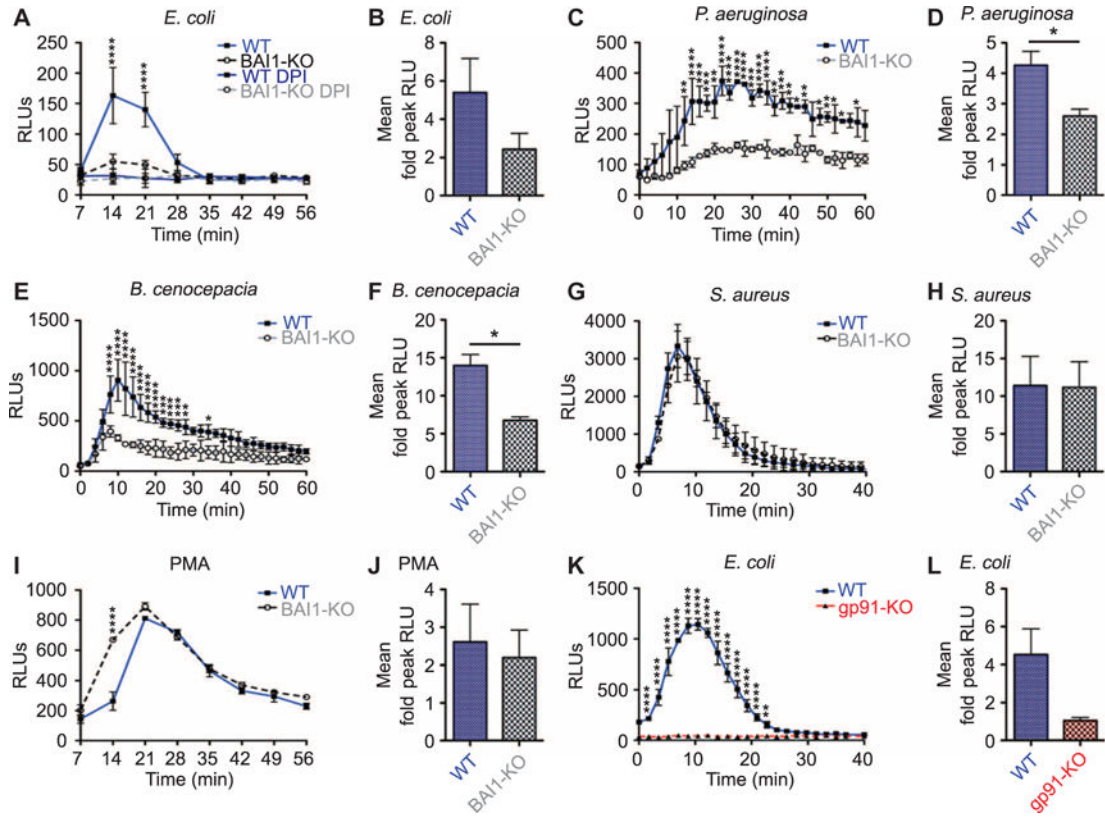 A
E. coli
250
200
150
100
50
0
RLUs
****
****
WT
BAI1-KO
WT DPI
BAI1-KO DPI
7 14 21 28 35 42 49 56
Time (min)
B
E. coli
8
6
4
2
0
Mean
fold peak RLU
WT
BAI1-KO
C
P. aeruginosa
500
400
300
200
100
0
RLUs
WT
BAI1-KO
0 10 20 30 40 50 60
Time (min)
D
P. aeruginosa
5
4
3
2
1
0
Mean
fold peak RLU
*
WT
BAI1-KO
E
B. cenocepacia
1500
1000
500
0
RLUs
WT
BAI1-KO
*
0 10 20 30 40 50 60
Time (min)
F
B. cenocepacia
20
15
10
5
0
Mean
fold peak RLU
*
WT
BAI1-KO
G
S. aureus
4000
3000
2000
1000
0
RLUs
WT
BAI1-KO
0 10 20 30 40
Time (min)
H
S. aureus
20
15
10
5
0
Mean
fold peak RLU
WT
BAI1-KO
I
PMA
1000
800
600
400
200
0
RLUs
WT
BAI1-KO
7 14 21 28 35 42 49 56
Time (min)
J
PMA
4
3
2
1
0
Mean
fold peak RLU
WT
BAI1-KO
K
E. coli
1500
1000
500
0
RLUs
WT
gp91-KO
0 10 20 30 40
Time (min)
L
E. coli
8
6
4
2
0
Mean
fold peak RLU
WT
gp91-KO